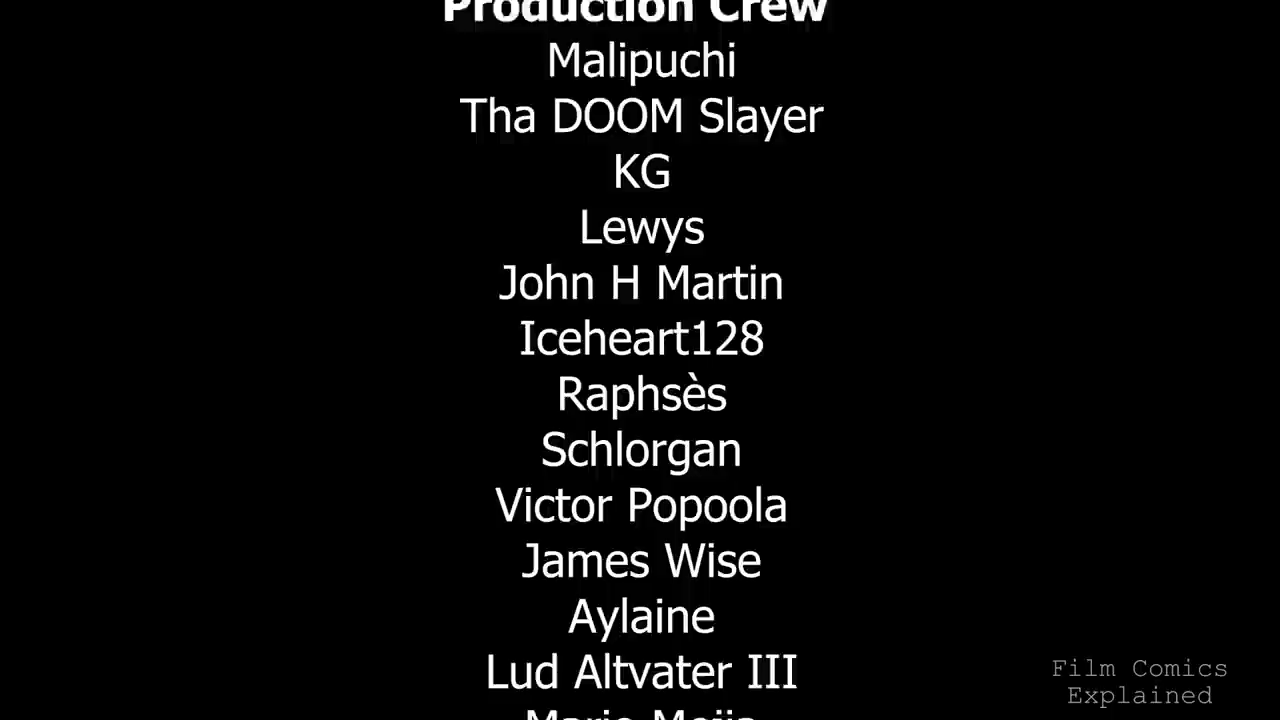 Production Crew
Malipuchi
Tha DOOM Slayer
KG
Lewys
John H Martin
Iceheart128
Raphsès
Schlorgan
Victor Popoola
James Wise
Aylaine
Lud Altvater III
Film Comics
Explained